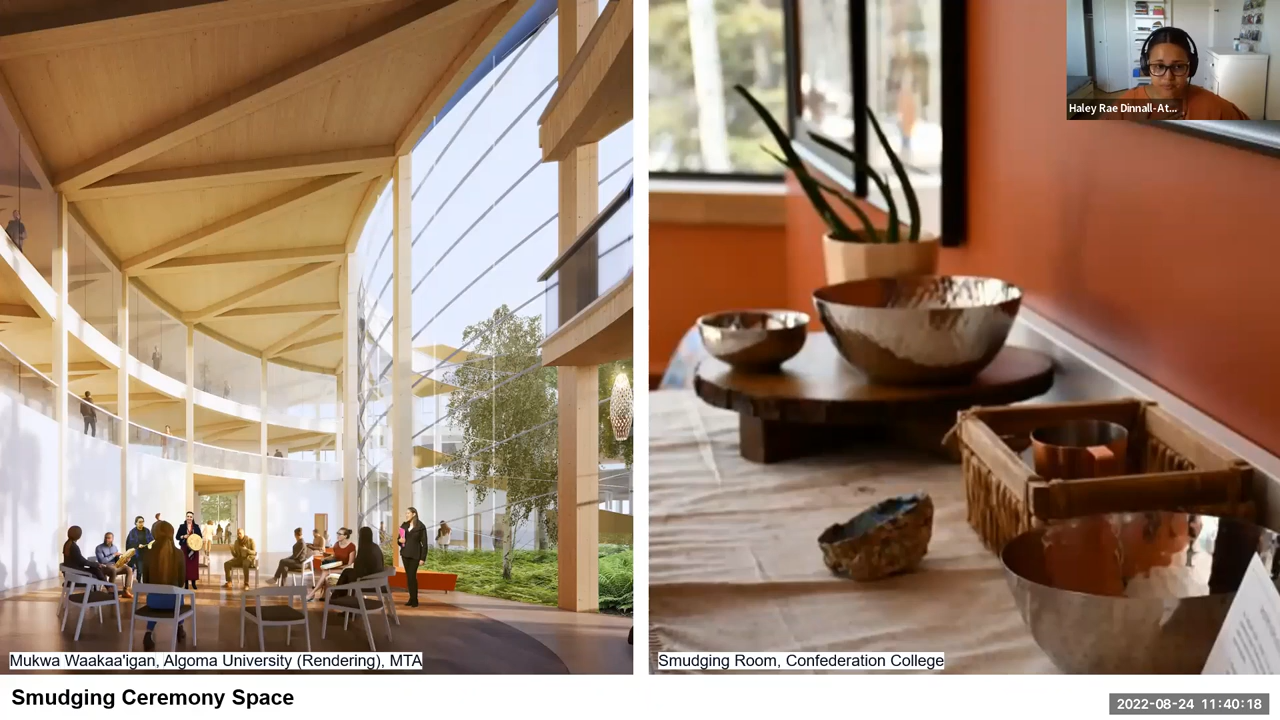 Haley Rae Dinnall-At...
Mukwa Waakaa'igan, Algoma University (Rendering), MTA
Smudging Room, Confederation College
Smudging Ceremony Space
2022-08-24 11:40:18